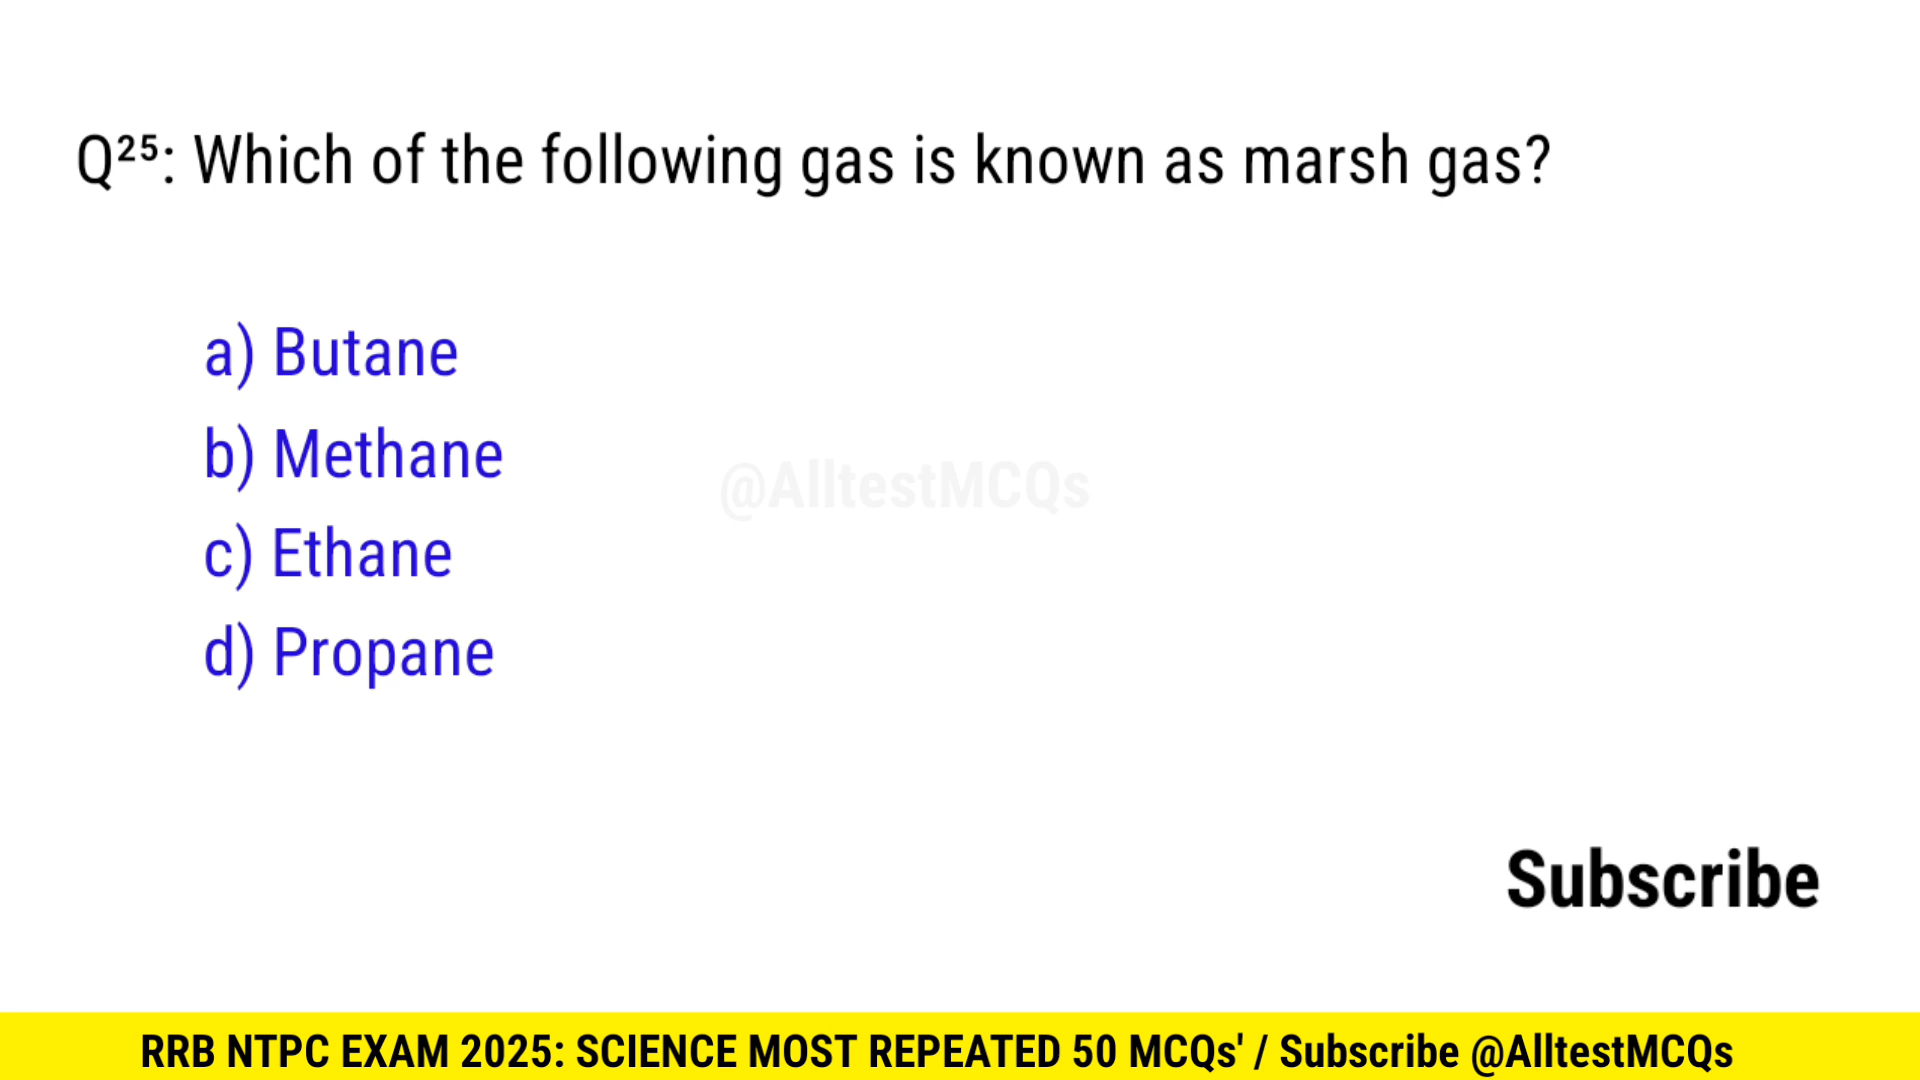 Q²⁵: Which of the following gas is known as marsh gas?
a) Butane
b) Methane
@AlltestMCQs
c) Ethane
d) Propane
Subscribe
RRB NTPC EXAM 2025: SCIENCE MOST REPEATED 50 MCQs' / Subscribe @AlltestMCQs